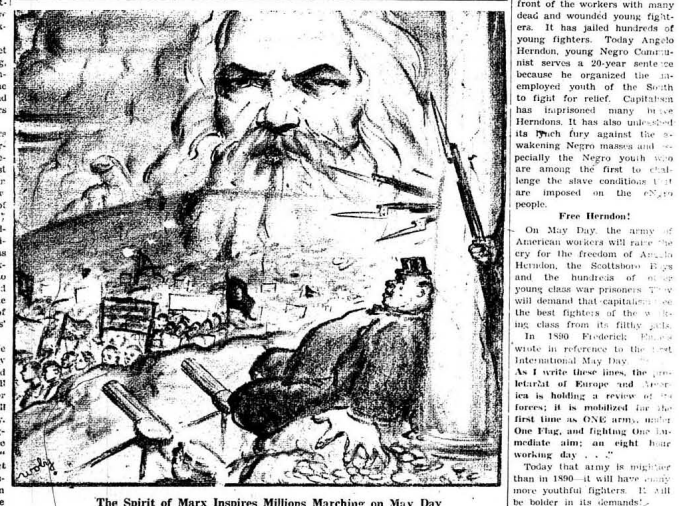 The Spirit of Marx Inspires Millions Marching on May Day
front of the workers with many
dead and wounded young fight-
ers. It has jailed hundreds of
young fighters. Today Angelo
Herndon, young Negro Commu-
nist serves a 20-year sentence
because he organized the un-
employed youth of the South
to fight for relief. Capitalism
has imprisoned many brave
Herndons. It has also unleashed
its lynch fury against the a-
wakening Negro masses and es-
pecially the Negro youth who
are among the first to chal-
lenge the slave conditions that
are imposed on the eNgro
people.
Free Herndon!
On May Day, the army of
American workers will raise the
cry for the freedom of Angelo
Herndon, the Scottsboro Boys
and the hundreds of other
young class war prisoners. They
will demand that capitalism free
the best fighters of the work-
ing class from its filthy jails.
In 1890 Frederick Engels
wrote in reference to the first
International May Day
As I write these lines, the pro-
letariat of Europe and Amer-
ica is holding a review of its
forces; it is mobilized for the
first time as ONE army, under
One Flag, and fighting One im-
mediate aim; an eight hour
working day . . ."
Today that army is mightier
than in 1890—it will have many
more youthful fighters. It will
be bolder in its demands!